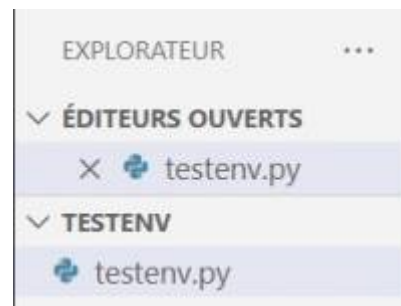 EXPLORATEUR ...
ÉDITEURS OUVERTS
testenv.py
TESTENV
testenv.py